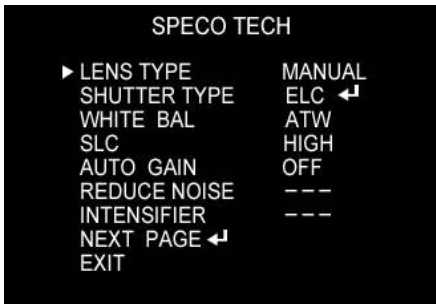 SPECO TECH
► LENS TYPE MANUAL
SHUTTER TYPE ELC ↵
WHITE BAL ATW
SLC HIGH
AUTO GAIN OFF
REDUCE NOISE – – –
INTENSIFIER – – –
NEXT PAGE ↵
EXIT